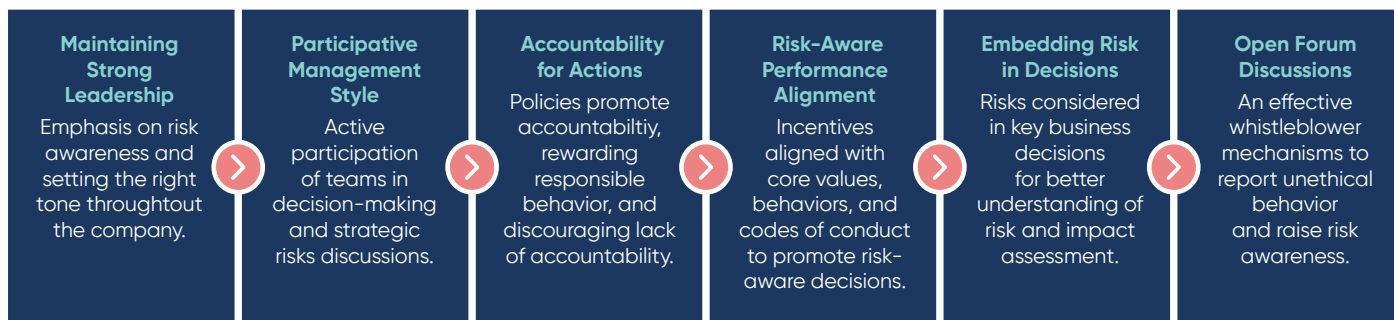 Maintaining
Strong
Leadership
Emphasis on risk
awareness and
setting the right
tone throughtout
the company.
Participative
Management
Style
Active
participation
of teams in
decision-making
and strategic
risks discussions.
Accountability
for Actions
Policies promote
accountabiltiy,
rewarding
responsible
behavior, and
discouraging lack
of accountability.
Risk-Aware
Performance
Alignment
Incentives
aligned with
core values,
behaviors, and
codes of conduct
to promote risk-
aware decisions.
Embedding Risk
in Decisions
Risks considered
in key business
decisions
for better
understanding of
risk and impact
assessment.
Open Forum
Discussions
An effective
whistleblower
mechanisms to
report unethical
behavior
and raise risk
awareness.